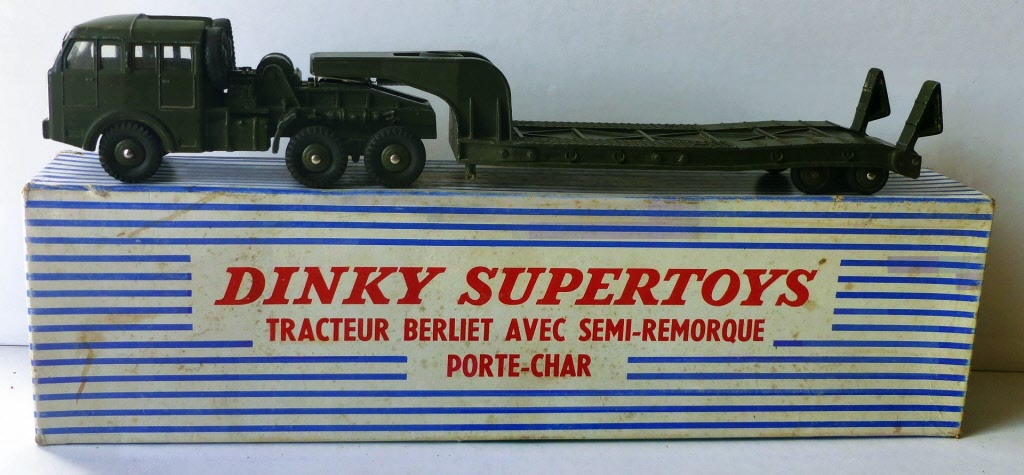 DINKY SUPERTOYS
TRACTEUR BERLIET AVEC SEMI-REMORQUE
PORTE-CHAR